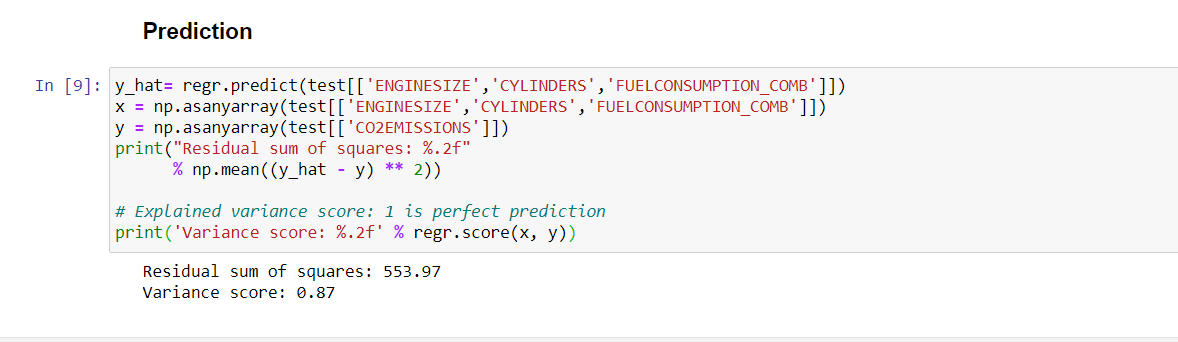 Prediction
In [9]: y_hat= regr.predict(test[['ENGINESIZE','CYLINDERS','FUELCONSUMPTION_COMB']])
x = np.asanyarray(test[['ENGINESIZE','CYLINDERS','FUELCONSUMPTION_COMB']])
y = np.asanyarray(test[['CO2EMISSIONS']])
print("Residual sum of squares: %.2f"
      % np.mean((y_hat - y) ** 2))
# Explained variance score: 1 is perfect prediction
print('Variance score: %.2f' % regr.score(x, y))
Residual sum of squares: 553.97
Variance score: 0.87